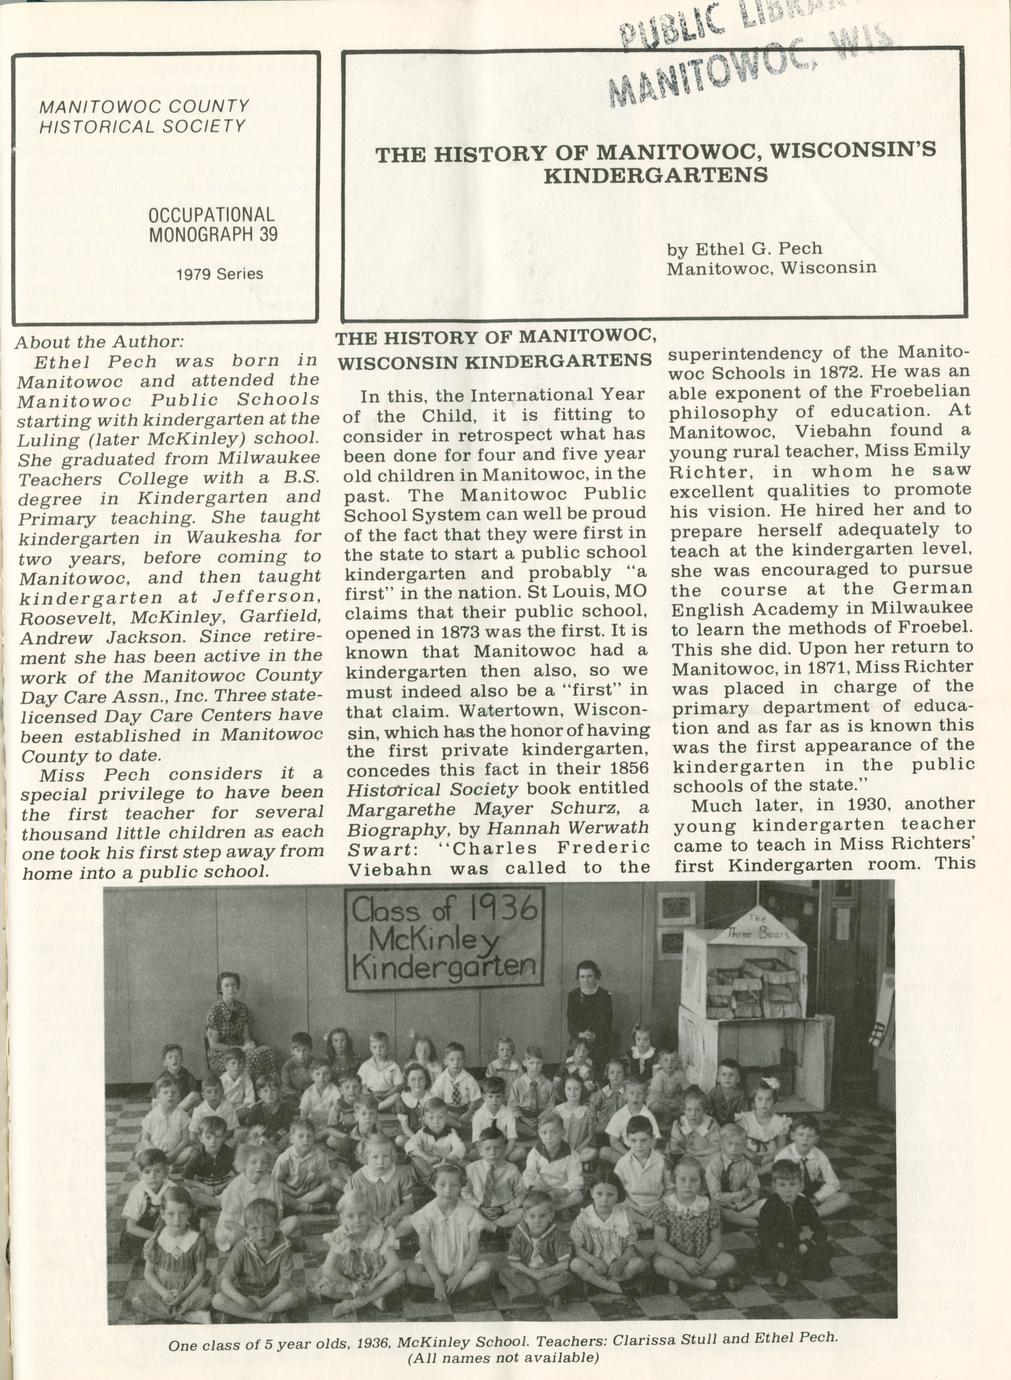 PUBLIC LIBRARY
MANITOWOC, WIS.
MANITOWOC COUNTY
HISTORICAL SOCIETY
OCCUPATIONAL
MONOGRAPH 39
1979 Series
THE HISTORY OF MANITOWOC, WISCONSIN'S
KINDERGARTENS
by Ethel G. Pech
Manitowoc, Wisconsin
About the Author:
Ethel Pech was born in
Manitowoc and attended the
Manitowoc Public Schools
starting with kindergarten at the
Luling (later McKinley) school.
She graduated from Milwaukee
Teachers College with a B.S.
degree in Kindergarten and
Primary teaching. She taught
kindergarten in Waukesha for
two years, before coming to
Manitowoc, and then taught
kindergarten at Jefferson,
Roosevelt, McKinley, Garfield,
Andrew Jackson. Since retire-
ment she has been active in the
work of the Manitowoc County
Day Care Assn., Inc. Three state-
licensed Day Care Centers have
been established in Manitowoc
County to date.
Miss Pech considers it a
special privilege to have been
the first teacher for several
thousand little children as each
one took his first step away from
home into a public school.
THE HISTORY OF MANITOWOC,
WISCONSIN KINDERGARTENS
In this, the International Year
of the Child, it is fitting to
consider in retrospect what has
been done for four and five year
old children in Manitowoc, in the
past. The Manitowoc Public
School System can well be proud
of the fact that they were first in
the state to start a public school
kindergarten and probably "a
first" in the nation. St Louis, MO
claims that their public school,
opened in 1873 was the first. It is
known that Manitowoc had a
kindergarten then also, so we
must indeed also be a "first" in
that claim. Watertown, Wiscon-
sin, which has the honor of having
the first private kindergarten,
concedes this fact in their 1856
Historical Society book entitled
Margarethe Mayer Schurz, a
Biography, by Hannah Werwath
Swart: "Charles Frederic
Viebahn was called to the
superintendency of the Manito-
woc Schools in 1872. He was an
able exponent of the Froebelian
philosophy of education. At
Manitowoc, Viebahn found a
young rural teacher, Miss Emily
Richter, in whom he saw
excellent qualities to promote
his vision. He hired her and to
prepare herself adequately to
teach at the kindergarten level,
she was encouraged to pursue
the course at the German
English Academy in Milwaukee
to learn the methods of Froebel.
This she did. Upon her return to
Manitowoc, in 1871, Miss Richter
was placed in charge of the
primary department of educa-
tion and as far as is known this
was the first appearance of the
kindergarten in the public
schools of the state."
Much later, in 1930, another
young kindergarten teacher
came to teach in Miss Richters'
first Kindergarten room. This
Class of 1936
McKinley
Kindergarten
The
Three Bears
One class of 5 year olds, 1936, McKinley School. Teachers: Clarissa Stull and Ethel Pech.
(All names not available)